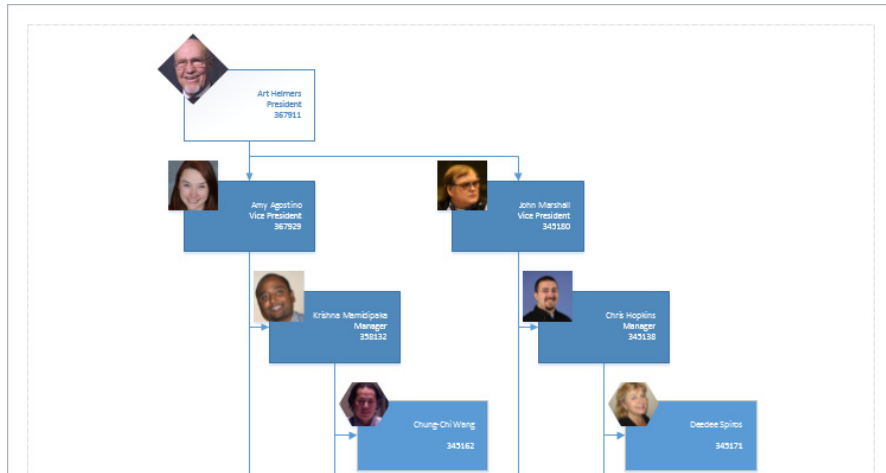 Art Helmers
President
367911
Amy Agostino
Vice President
367929
John Marshall
Vice President
345180
Krishna Mamidipaka
Manager
358132
Chris Hopkins
Manager
345138
Chung-Chi Wang
345162
Deedee Spiros
345171